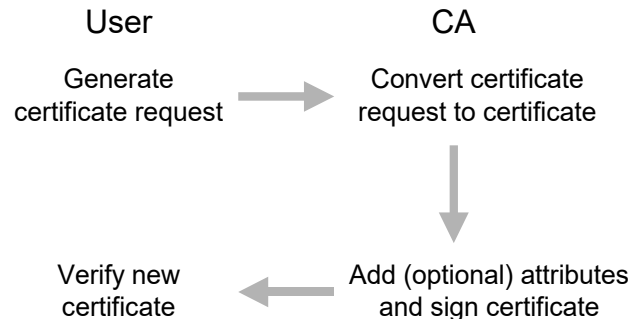 User
CA
Generate
certificate request
Convert certificate
request to certificate
Verify new
certificate
Add (optional) attributes
and sign certificate